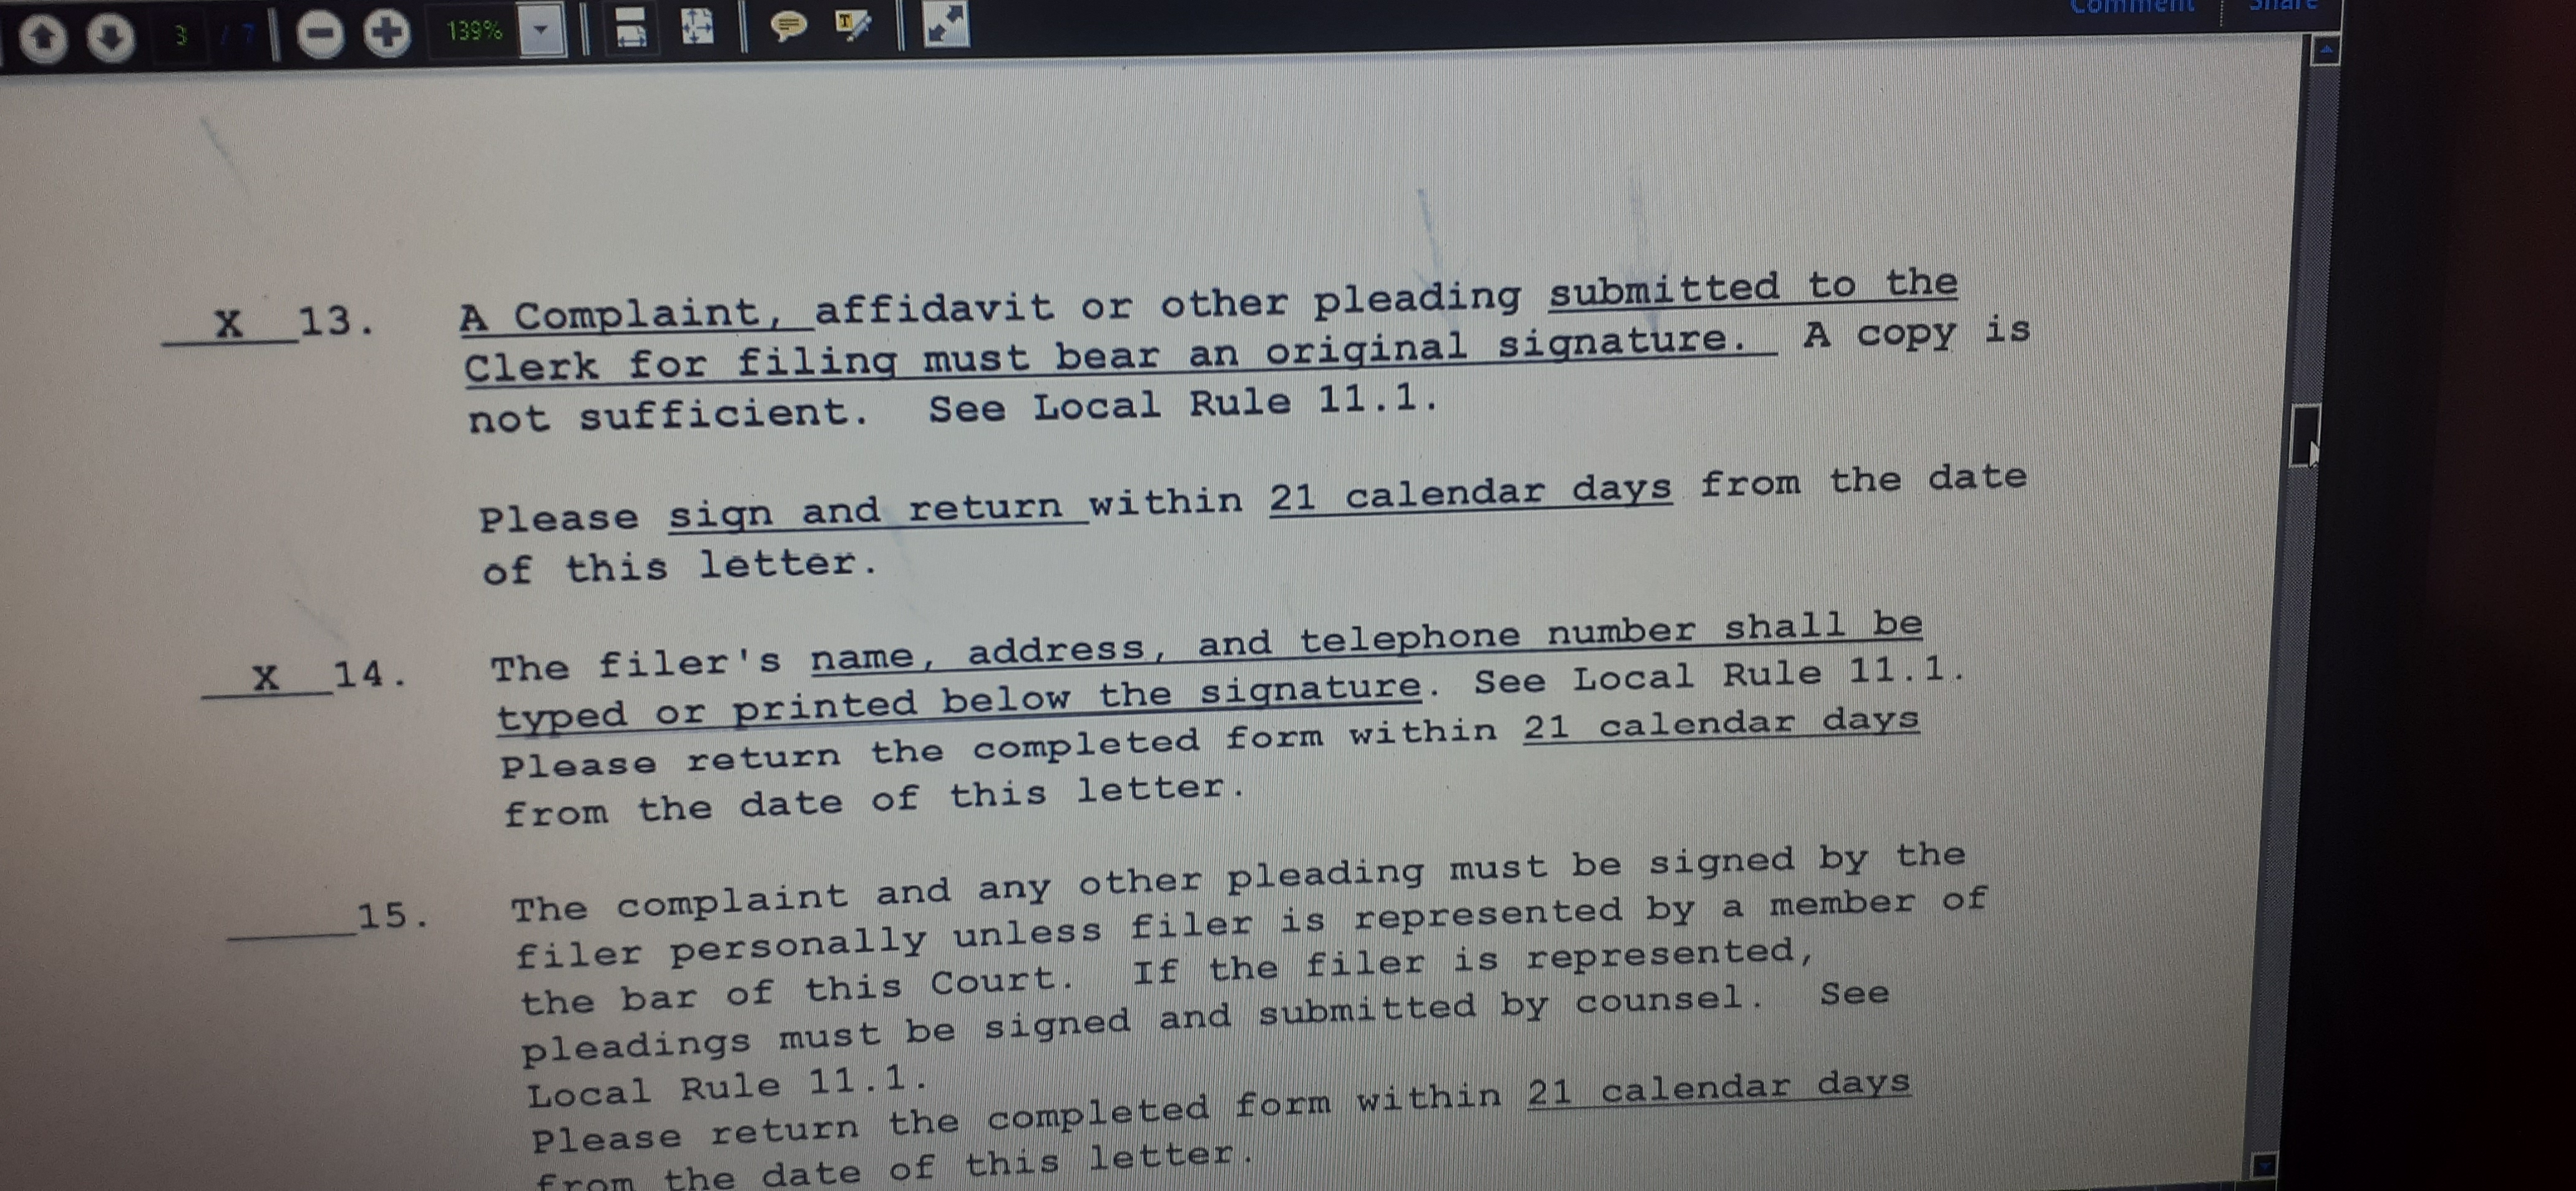 3 / 7 139% Comment Share
X 13. A Complaint, affidavit or other pleading submitted to the
Clerk for filing must bear an original signature. A copy is
not sufficient. See Local Rule 11.1.
Please sign and return within 21 calendar days from the date
of this letter.
X 14. The filer's name, address, and telephone number shall be
typed or printed below the signature. See Local Rule 11.1.
Please return the completed form within 21 calendar days
from the date of this letter.
15. The complaint and any other pleading must be signed by the
filer personally unless filer is represented by a member of
the bar of this Court. If the filer is represented,
pleadings must be signed and submitted by counsel. See
Local Rule 11.1.
Please return the completed form within 21 calendar days
from the date of this letter.